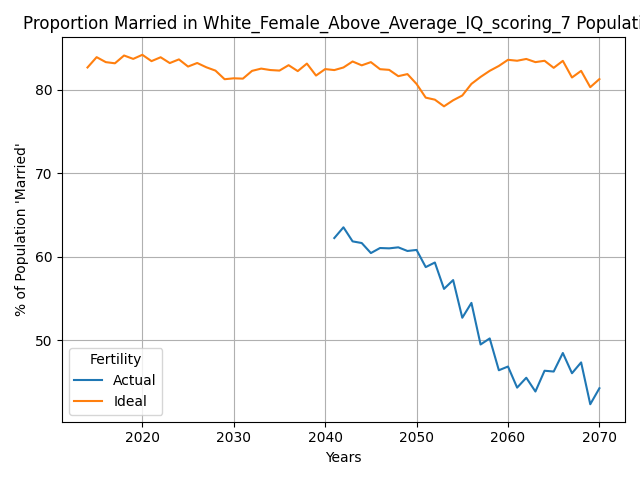 Proportion Married in White_Female_Above_Average_IQ_scoring_7 Populati
% of Population 'Married'
80
70
60
50
Fertility
Actual
Ideal
2020 2030 2040 2050 2060 2070
Years